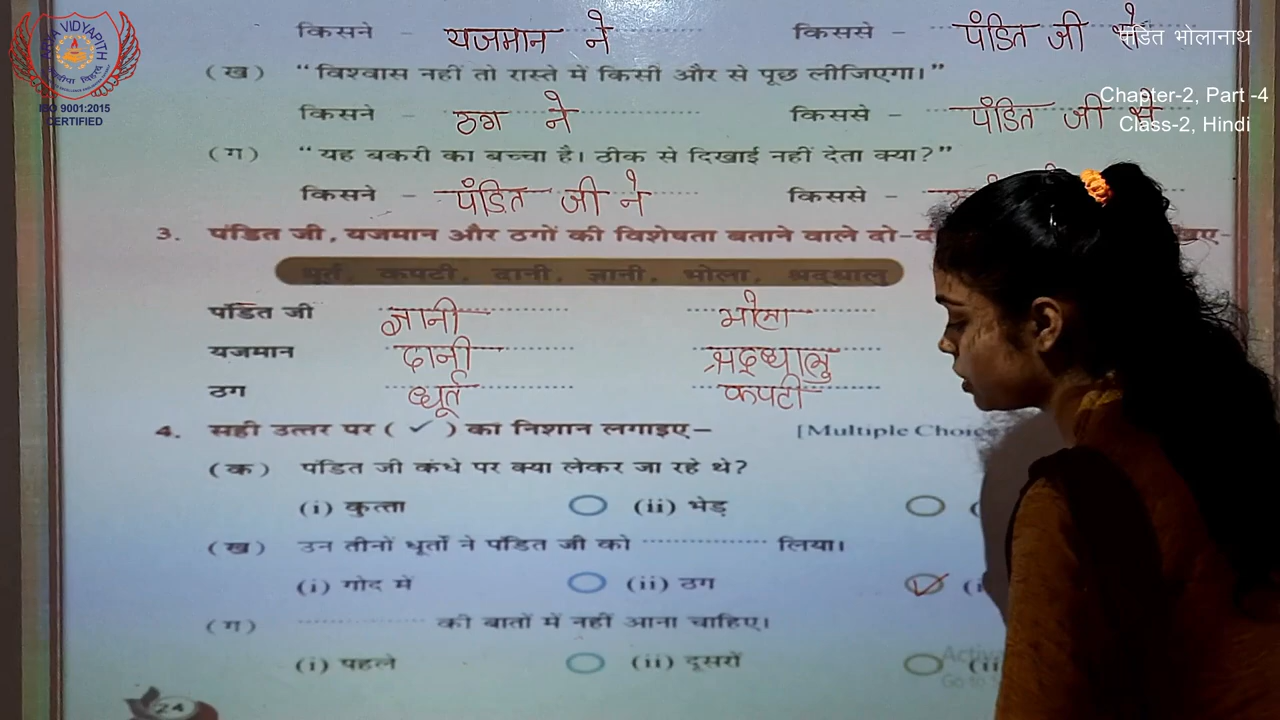 किसने - यजमान ने किससे - पंडित जी से
पंडित भोलानाथ
ARYA VIDYAPITH
ISO 9001:2015
CERTIFIED
(ख) “विश्वास नहीं तो रास्ते में किसी और से पूछ लीजिएगा।”
Chapter-2, Part -4
किसने - ठग ने किससे - पंडित जी से
Class-2, Hindi
(ग) “यह बकरी का बच्चा है। ठीक से दिखाई नहीं देता क्या?”
किसने - पंडित जी ने किससे -
3. पंडित जी, यजमान और ठगों की विशेषता बताने वाले दो-
धूर्त, कपटी, दानी, ज्ञानी, भोला, श्रद्धालु
पंडित जी ज्ञानी भोला
यजमान दानी श्रद्धालु
ठग धूर्त कपटी
4. सही उत्तर पर ( ✓ ) का निशान लगाइए– [Multiple
(क) पंडित जी कंधे पर क्या लेकर जा रहे थे?
(i) कुत्ता (ii) भेड़
(ख) उन तीनों धूर्तों ने पंडित जी को ............... लिया।
(i) गोद में (ii) ठग ✓
(ग) ............... की बातों में नहीं आना चाहिए।
(i) पहले (ii) दूसरों
24